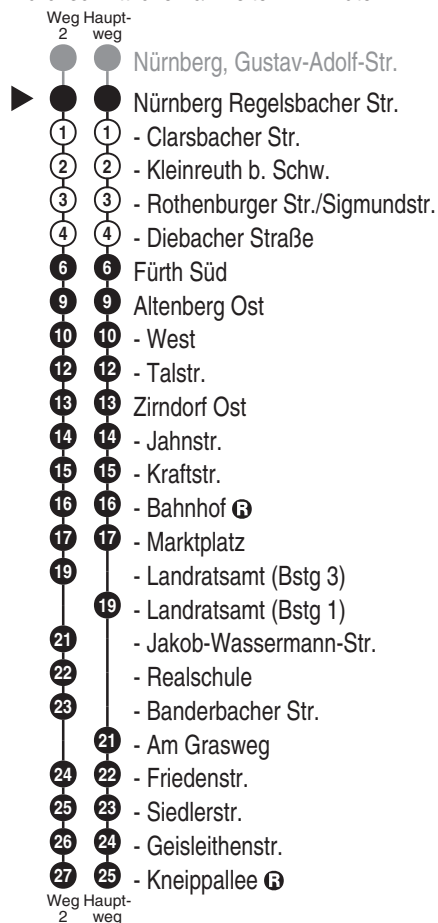 Weg Haupt-
2 weg
Nürnberg, Gustav-Adolf-Str.
Nürnberg Regelsbacher Str.
1 1 - Clarsbacher Str.
2 2 - Kleinreuth b. Schw.
3 3 - Rothenburger Str./Sigmundstr.
4 4 - Diebacher Straße
6 6 Fürth Süd
9 9 Altenberg Ost
10 10 - West
12 12 - Talstr.
13 13 Zirndorf Ost
14 14 - Jahnstr.
15 15 - Kraftstr.
16 16 - Bahnhof R
17 17 - Marktplatz
19 - Landratsamt (Bstg 3)
19 - Landratsamt (Bstg 1)
21 - Jakob-Wassermann-Str.
22 - Realschule
23 - Banderbacher Str.
21 - Am Grasweg
24 22 - Friedenstr.
25 23 - Siedlerstr.
26 24 - Geisleithenstr.
27 25 - Kneippallee R
Weg Haupt-
2 weg